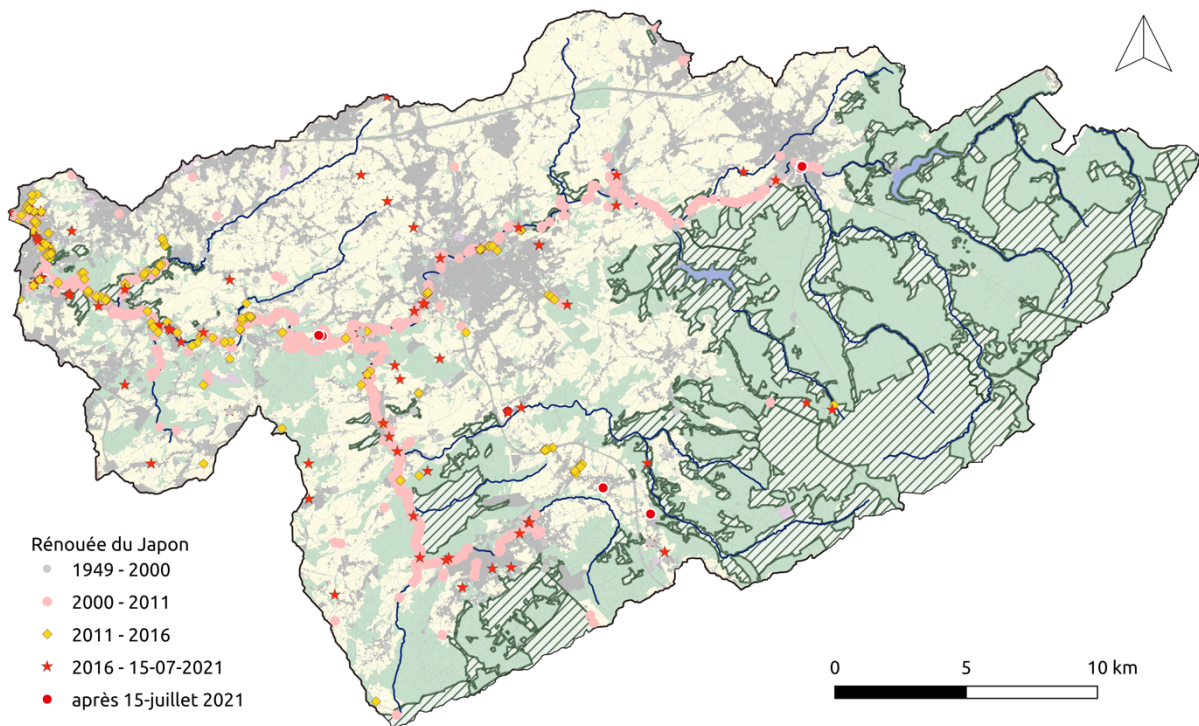 Rénouée du Japon
1949 - 2000
2000 - 2011
2011 - 2016
2016 - 15-07-2021
après 15-juillet 2021
0 5 10 km